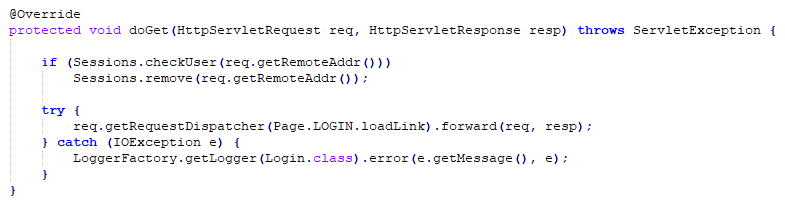 @Override
protected void doGet(HttpServletRequest req, HttpServletResponse resp) throws ServletException {
if (Sessions.checkUser(req.getRemoteAddr()))
Sessions.remove(req.getRemoteAddr());
try {
req.getRequestDispatcher(Page.LOGIN.loadLink).forward(req, resp);
} catch (IOException e) {
LoggerFactory.getLogger(Login.class).error(e.getMessage(), e);
}
}